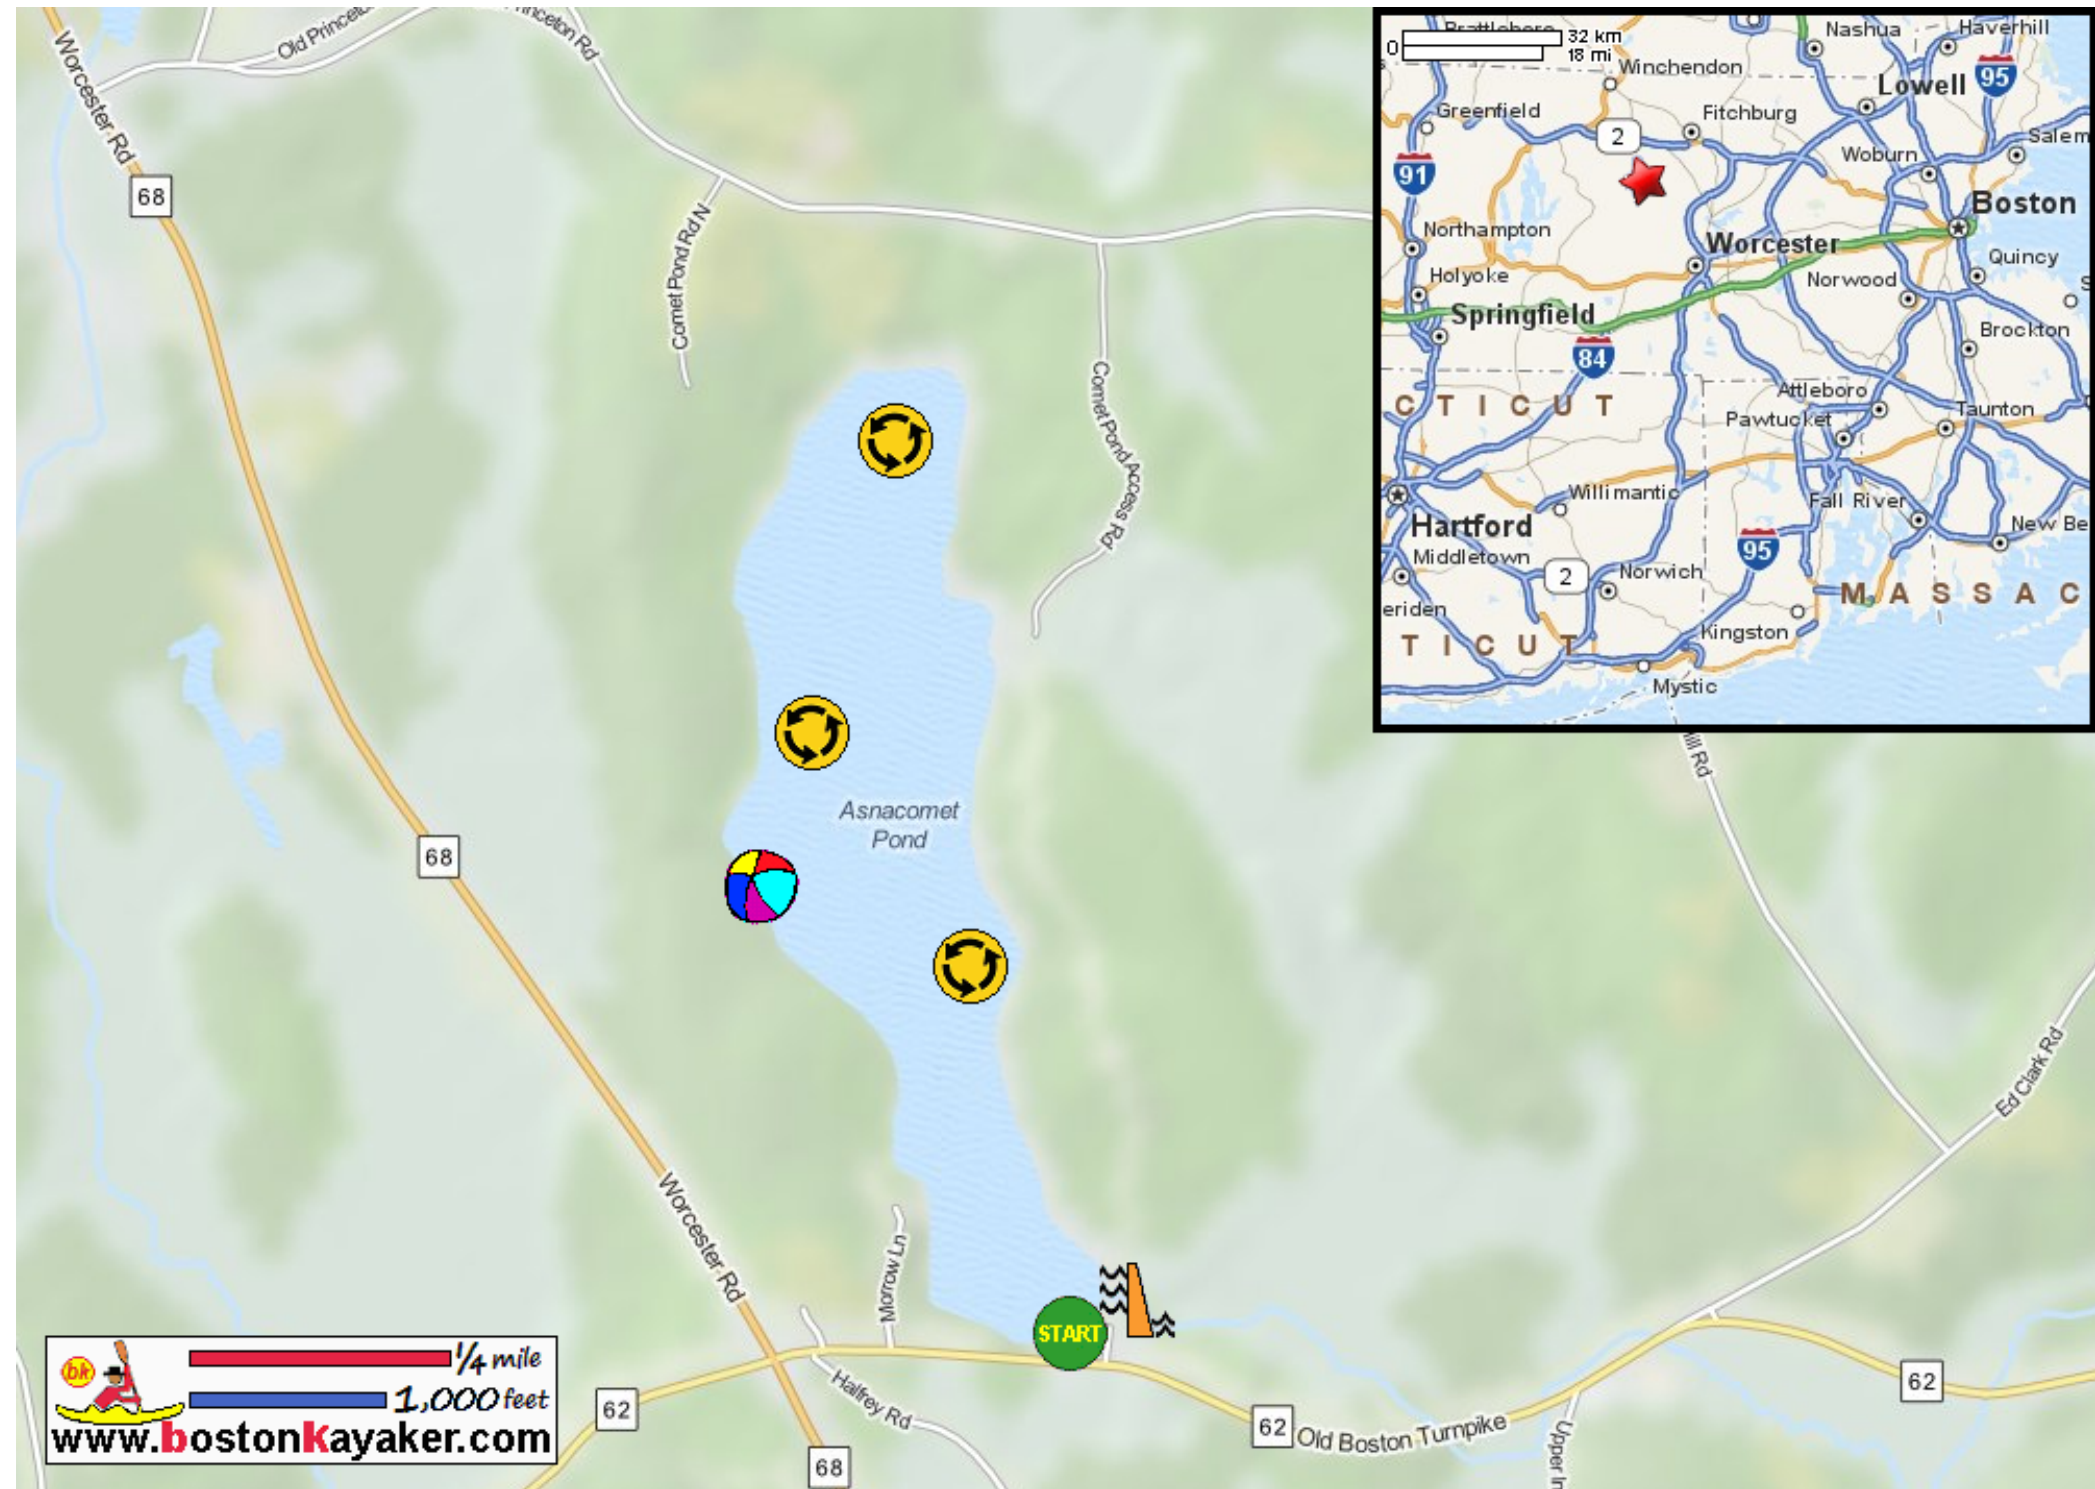 Old Princeton
Princeton Rd
Worcester Rd
68
Comet Pond Rd N
Comet Pond Access Rd
68
Asnacomet
Pond
Hill Rd
Ed Clark Rd
Worcester Rd
Morrow Ln
START
Halfrey Rd
62
62
Old Boston Turnpike
62
68
Upper In
bk
1/4 mile
1,000 feet
www.bostonkayaker.com
0
32 km
18 mi
Brattleboro
Nashua
Haverhill
Winchendon
Lowell
95
Greenfield
Fitchburg
2
Salem
Woburn
91
Boston
Northampton
Worcester
Quincy
Holyoke
Norwood
S
Springfield
Brockton
84
Attleboro
CTICUT
Taunton
Pawtucket
Willimantic
Fall River
Hartford
New Be
95
Middletown
2
Norwich
MASSAC
eriden
Kingston
TICUT
Mystic